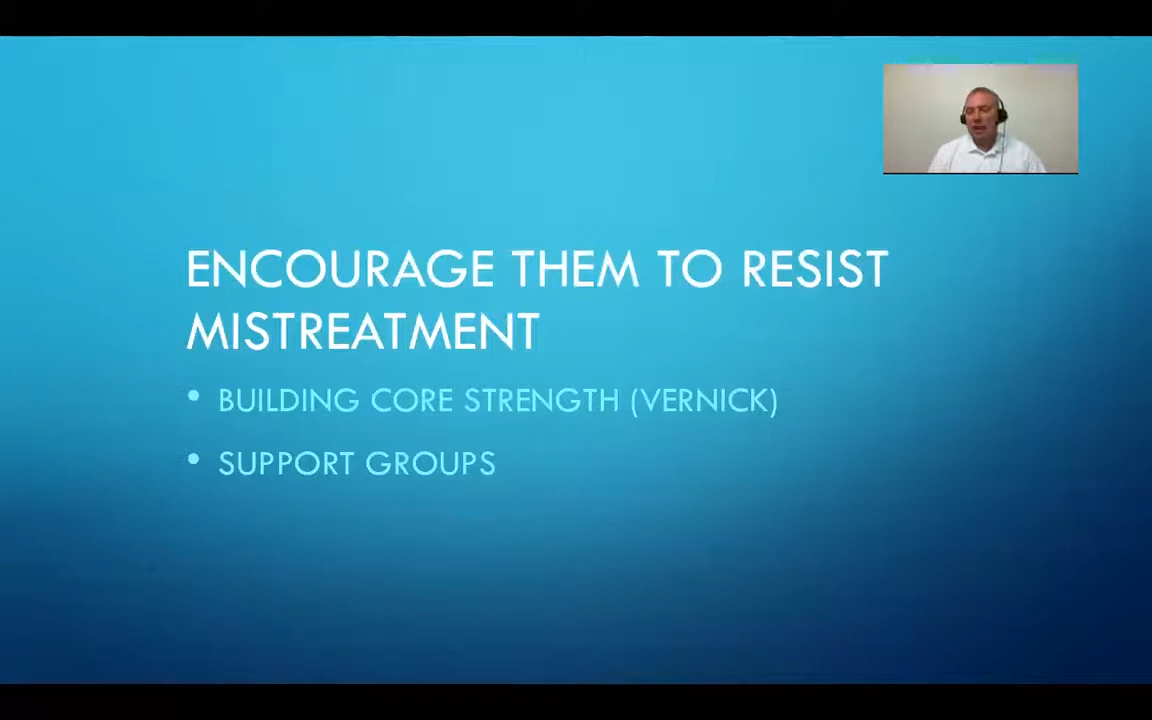 ENCOURAGE THEM TO RESIST
MISTREATMENT
• BUILDING CORE STRENGTH (VERNICK)
• SUPPORT GROUPS